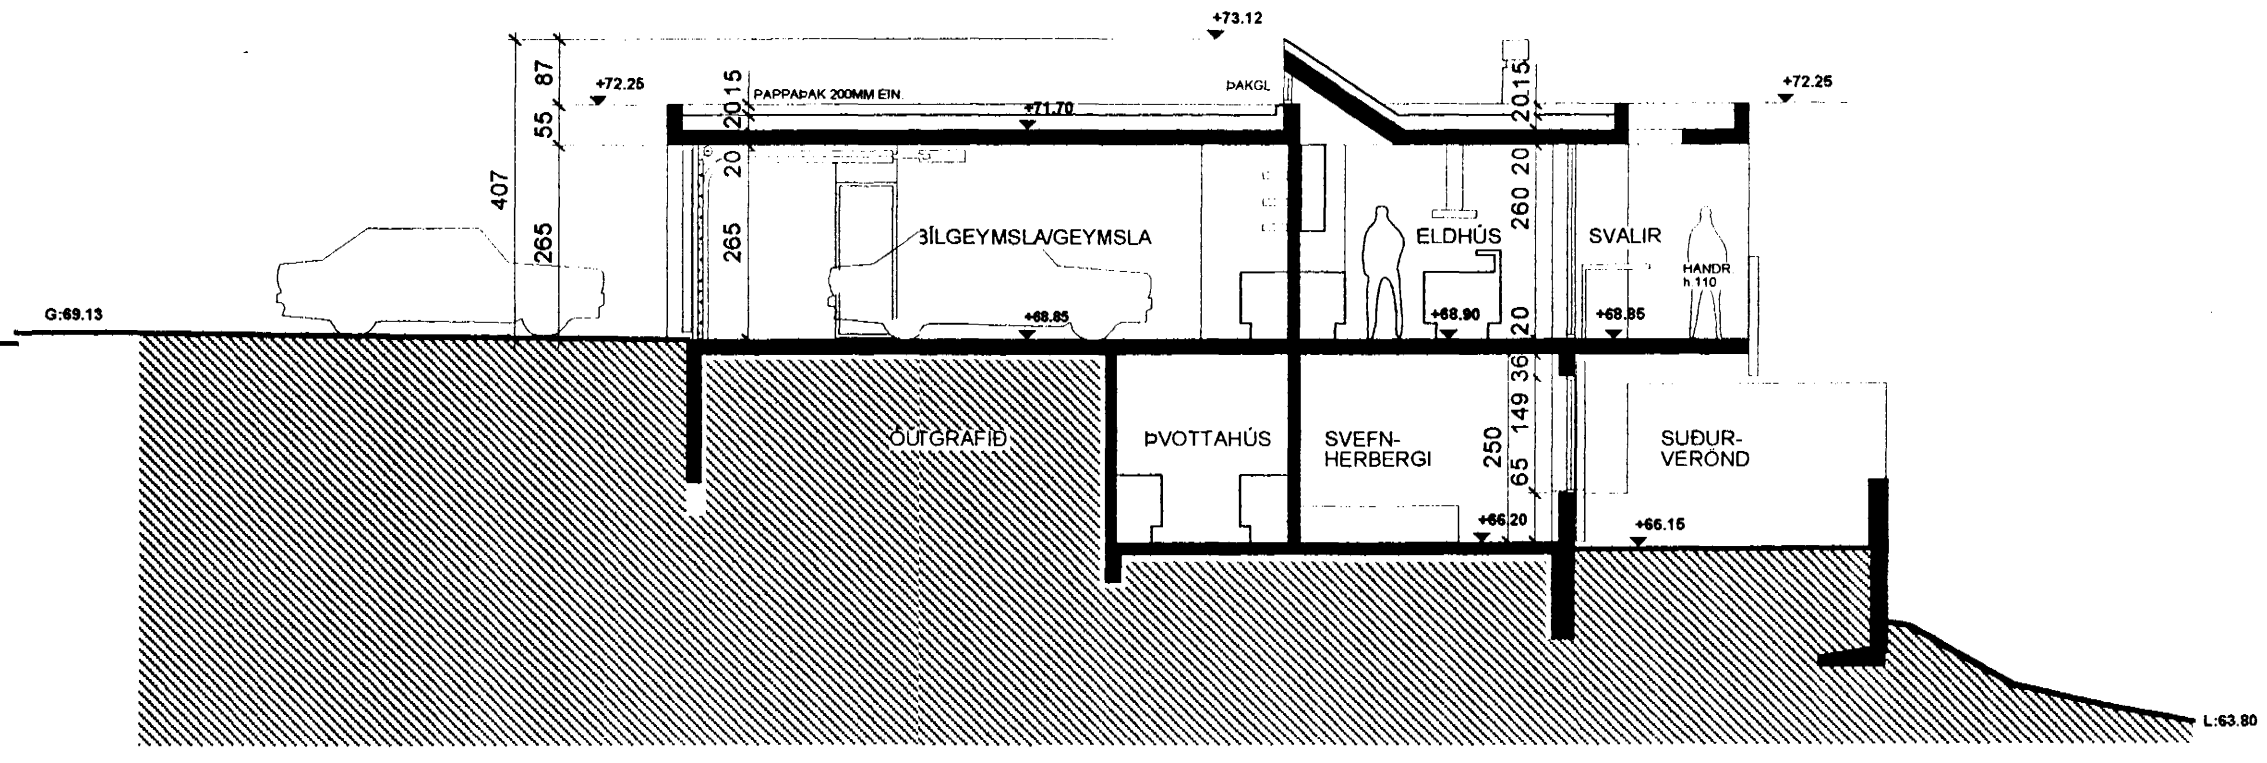 +73.12
+72.25
ÞAPPAÞAK 200MM EIN.
ÞAKGL
+71.70
+72.25
87
55
407
265
15
20
20
265
15
20
20
260
20
36
149
65
250
BÍLGEYMSLA/GEYMSLA
ELDHÚS
SVALIR
HANDR.
h.110
G:69.13
+68.85
+68.90
+68.85
ÓÚTGRAFIÐ
ÞVOTTAHÚS
SVEFN-
HERBERGI
SUÐUR-
VERÖND
+66.20
+66.15
L:63.80